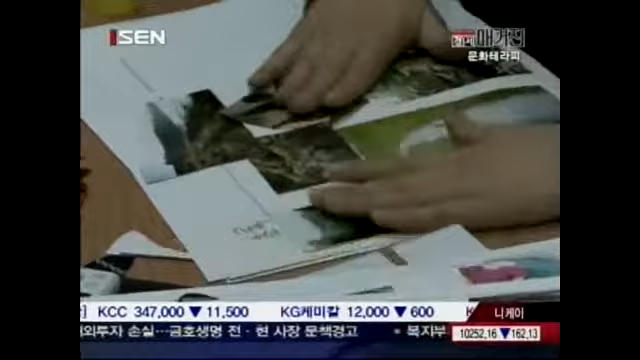 SEN
매거진
문화테라피
KCC 347,000 ▼ 11,500 KG케미칼 12,000 ▼ 600
니케이
외투자 손실…금호생명 전·현 사장 문책경고 ▪ 복지부
10252,16 ▼ 162,13